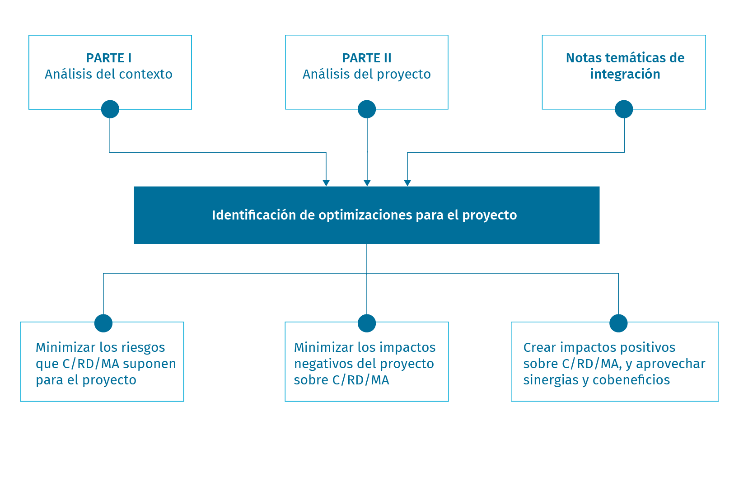 PARTE I
Análisis del contexto
PARTE II
Análisis del proyecto
Notas temáticas de
integración
Identificación de optimizaciones para el proyecto
Minimizar los riesgos
que C/RD/MA suponen
para el proyecto
Minimizar los impactos
negativos del proyecto
sobre C/RD/MA
Crear impactos positivos
sobre C/RD/MA, y aprovechar
sinergias y cobeneficios